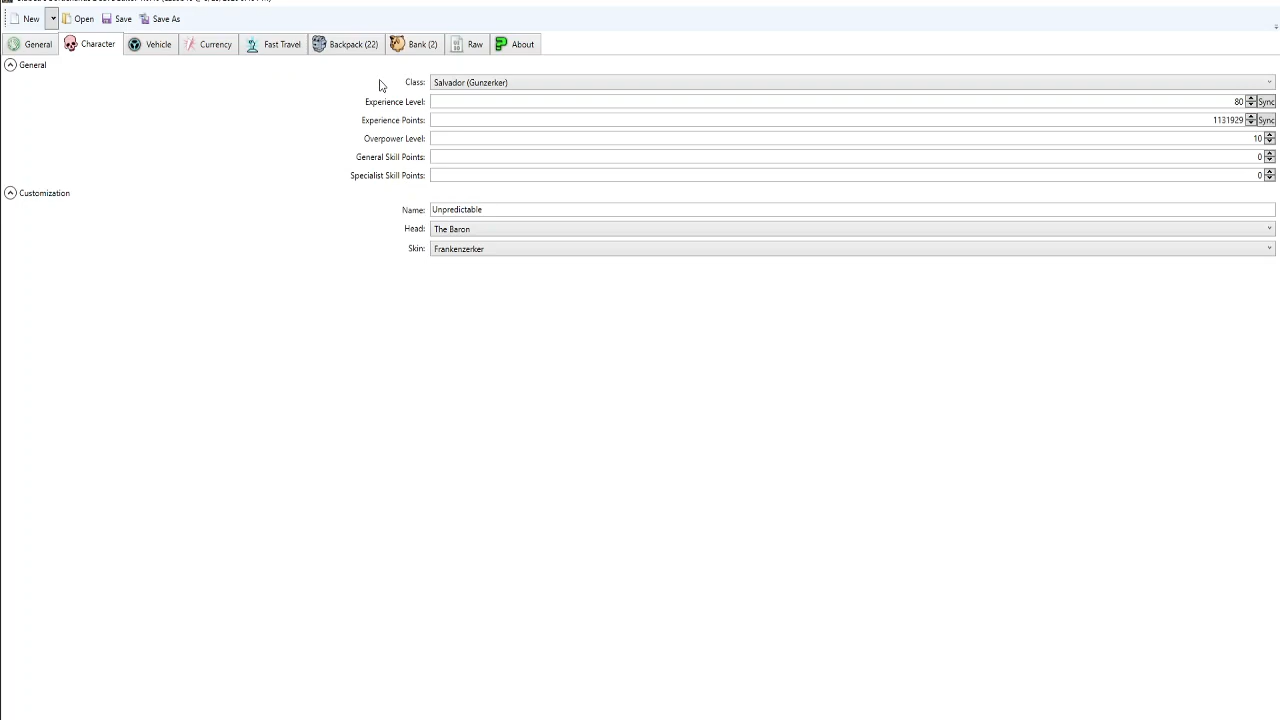 New Open Save Save As
General Character Vehicle Currency Fast Travel Backpack (22) Bank (2) Raw About
General
Class: Salvador (Gunzerker)
Experience Level: 80 Sync
Experience Points: 1131929 Sync
Overpower Level: 10
General Skill Points: 0
Specialist Skill Points: 0
Customization
Name: Unpredictable
Head: The Baron
Skin: Frankenzerker